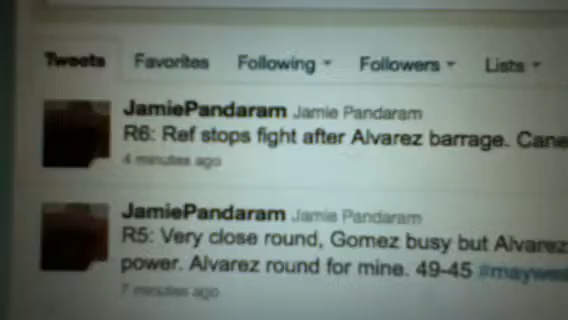 Tweets Favorites Following Followers Lists
JamiePandaram Jamie Pandaram
R6: Ref stops fight after Alvarez barrage. Cane
4 minutes ago
JamiePandaram Jamie Pandaram
R5: Very close round, Gomez busy but Alvarez
power. Alvarez round for mine. 49-45 #maywea
7 minutes ago